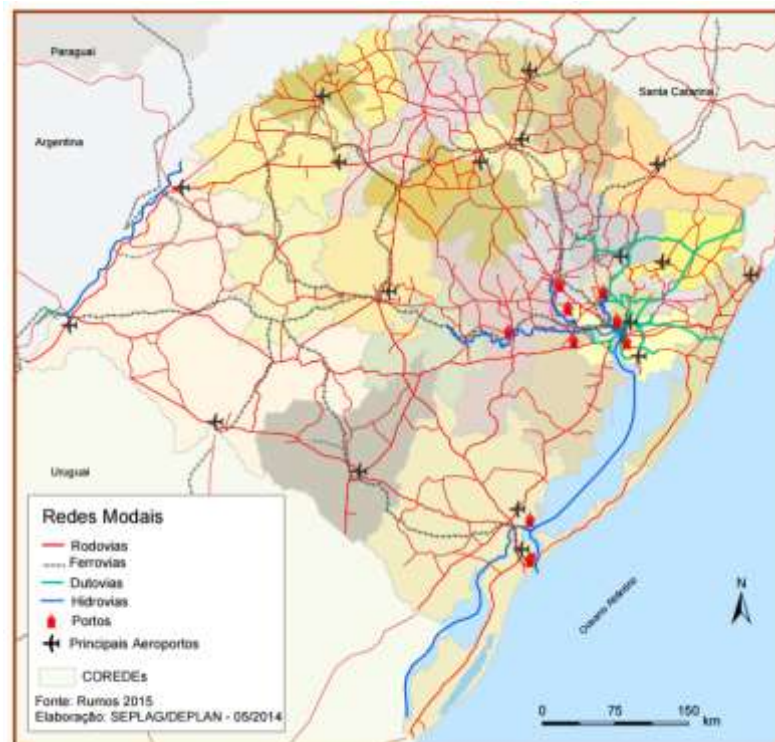 Paraguai
Argentina
Santa Catarina
Uruguai
Oceano Atlântico
Redes Modais
Rodovias
Ferrovias
Dutovias
Hidrovias
Portos
Principais Aeroportos
COREDEs
Fonte: Rumos 2015
Elaboração: SEPLAG/DEPLAN - 05/2014
N
0 75 150
km